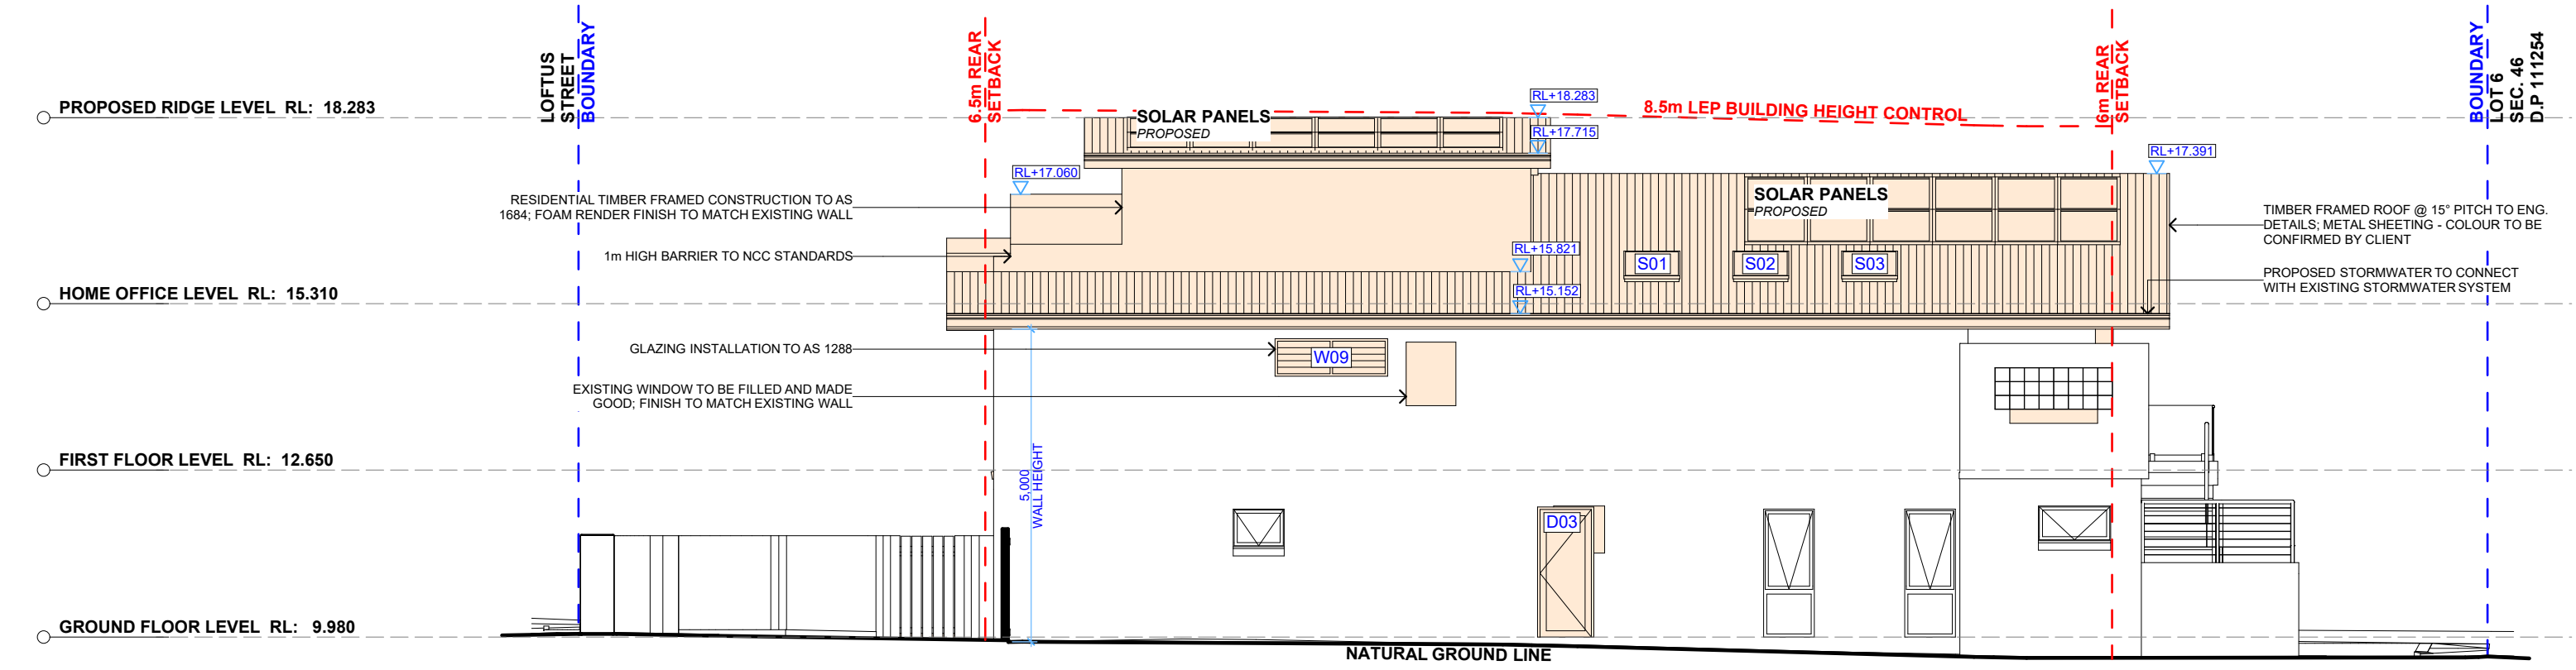 LOFTUS
STREET
BOUNDARY
6.5m REAR
SETBACK
6m REAR
SETBACK
BOUNDARY
LOT 6
SEC. 46
D.P 111254
PROPOSED RIDGE LEVEL  RL:  18.283
SOLAR PANELS
PROPOSED
RL+18.283
8.5m LEP BUILDING HEIGHT CONTROL
RL+17.715
RL+17.391
RL+17.060
RESIDENTIAL TIMBER FRAMED CONSTRUCTION TO AS
1684; FOAM RENDER FINISH TO MATCH EXISTING WALL
SOLAR PANELS
PROPOSED
TIMBER FRAMED ROOF @ 15° PITCH TO ENG.
DETAILS; METAL SHEETING - COLOUR TO BE
CONFIRMED BY CLIENT
1m HIGH BARRIER TO NCC STANDARDS
RL+15.821
S01
S02
S03
PROPOSED STORMWATER TO CONNECT
WITH EXISTING STORMWATER SYSTEM
HOME OFFICE LEVEL  RL:  15.310
RL+15.152
GLAZING INSTALLATION TO AS 1288
W09
EXISTING WINDOW TO BE FILLED AND MADE
GOOD; FINISH TO MATCH EXISTING WALL
FIRST FLOOR LEVEL  RL:  12.650
5,000
WALL HEIGHT
D03
GROUND FLOOR LEVEL  RL:  9.980
NATURAL GROUND LINE